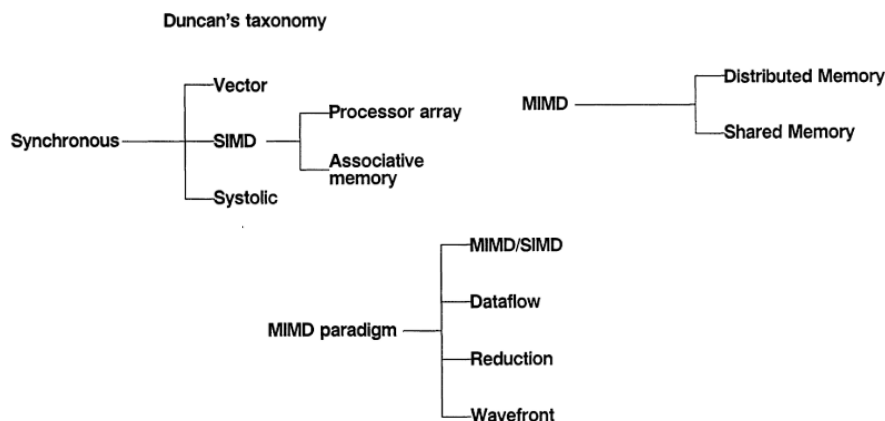 Duncan's taxonomy
Vector
Synchronous
SIMD
Systolic
Processor array
Associative
memory
MIMD
Distributed Memory
Shared Memory
MIMD paradigm
MIMD/SIMD
Dataflow
Reduction
Wavefront